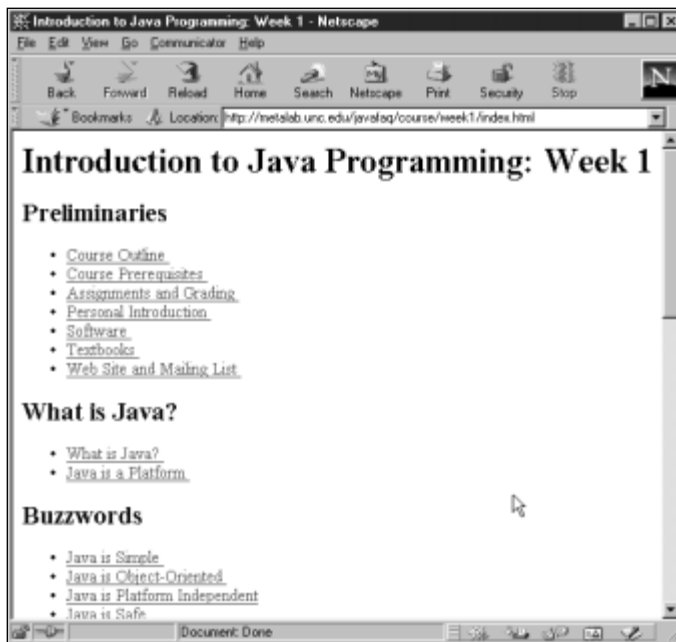 Introduction to Java Programming: Week 1 - Netscape
File Edit View Go Communicator Help
Back Forward Reload Home Search Netscape Print Security Stop
N
Bookmarks Location: http://metalab.unc.edu/javafaq/course/week1/index.html
Introduction to Java Programming: Week 1
Preliminaries
• Course Outline
• Course Prerequisites
• Assignments and Grading
• Personal Introduction
• Software
• Textbooks
• Web Site and Mailing List
What is Java?
• What is Java?
• Java is a Platform
Buzzwords
• Java is Simple
• Java is Object-Oriented
• Java is Platform Independent
• Java is Safe
Document: Done